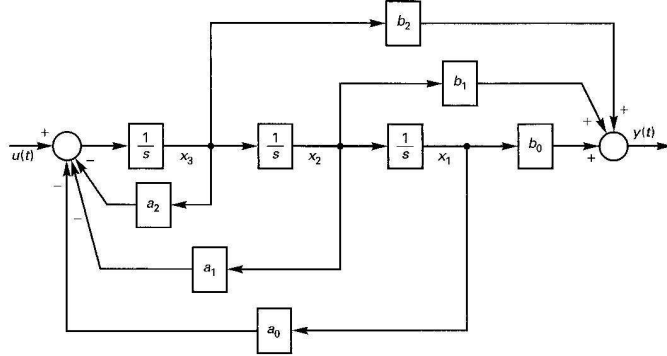 b₂
b₁
+
+
+
y(t)
u(t)
−
1/s
x₃
1/s
x₂
1/s
x₁
b₀
+
−
−
a₂
a₁
a₀